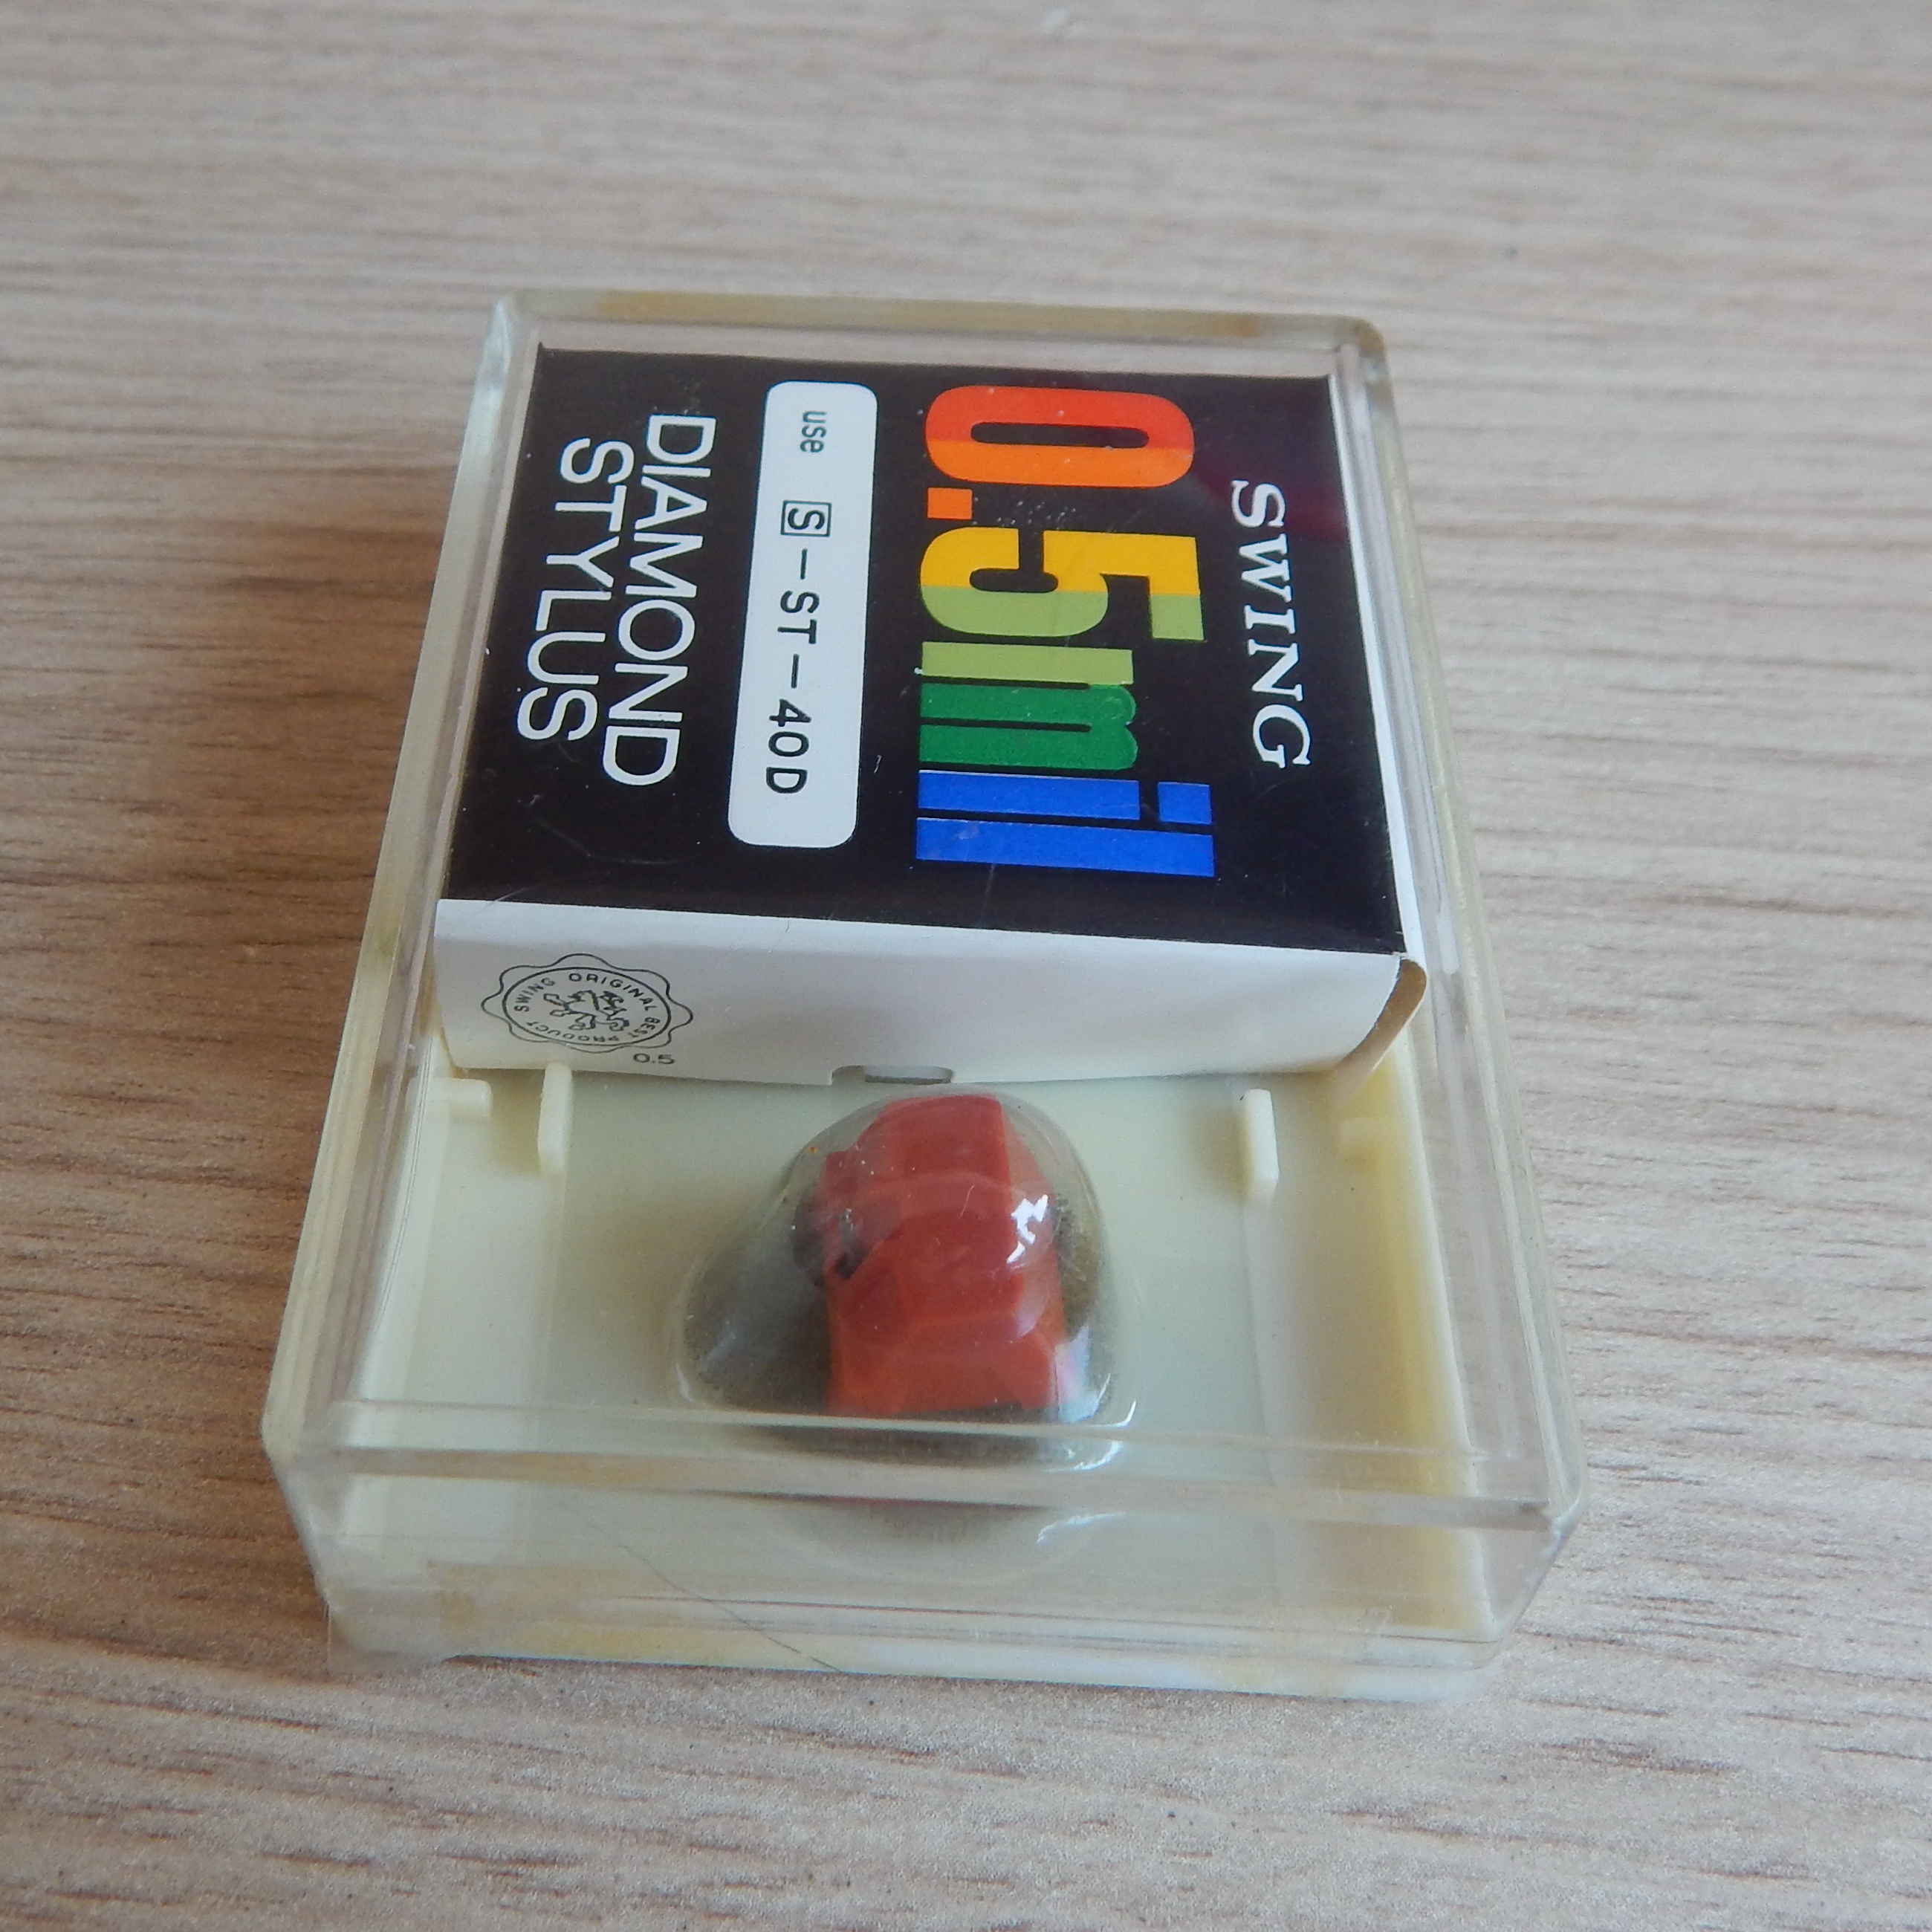 SWING
0.5mil
use S-ST-40D
DIAMOND
STYLUS
SWING ORIGINAL BEST PRODUCT
0.5